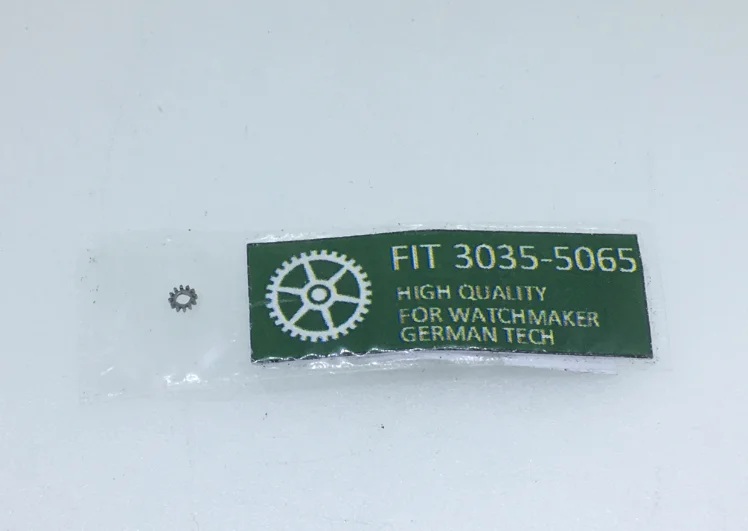 FIT 3035-5065
HIGH QUALITY
FOR WATCHMAKER
GERMAN TECH